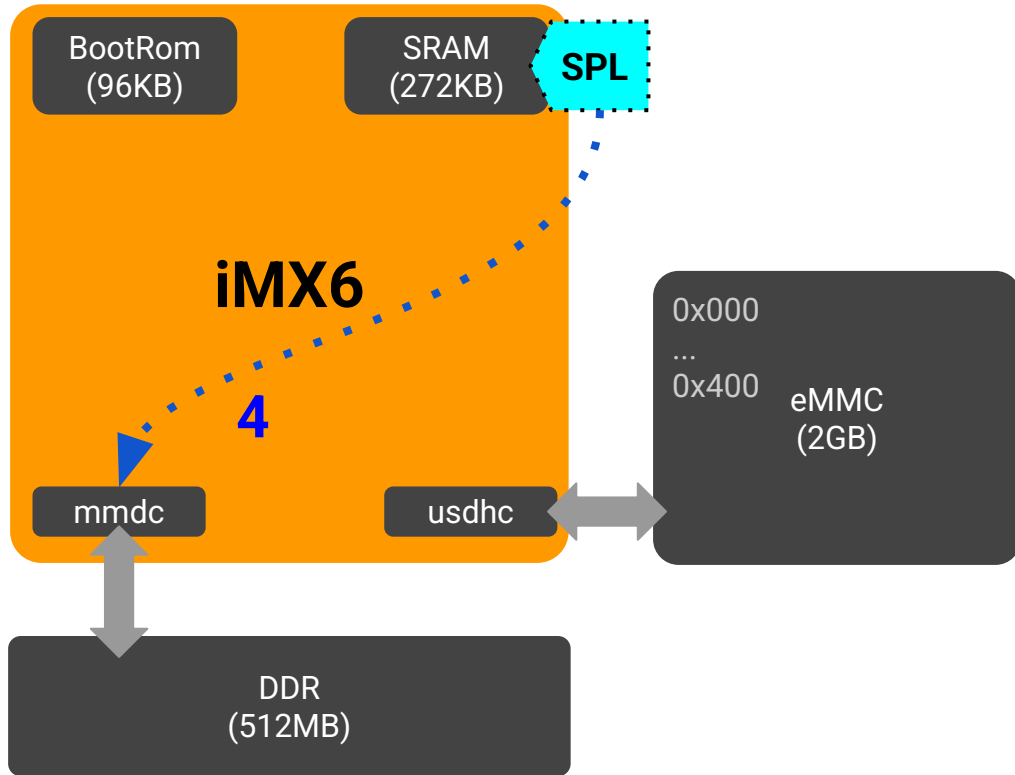 BootRom
(96KB)
SRAM
(272KB)
SPL
iMX6
4
mmdc
usdhc
0x000
...
0x400
eMMC
(2GB)
DDR
(512MB)